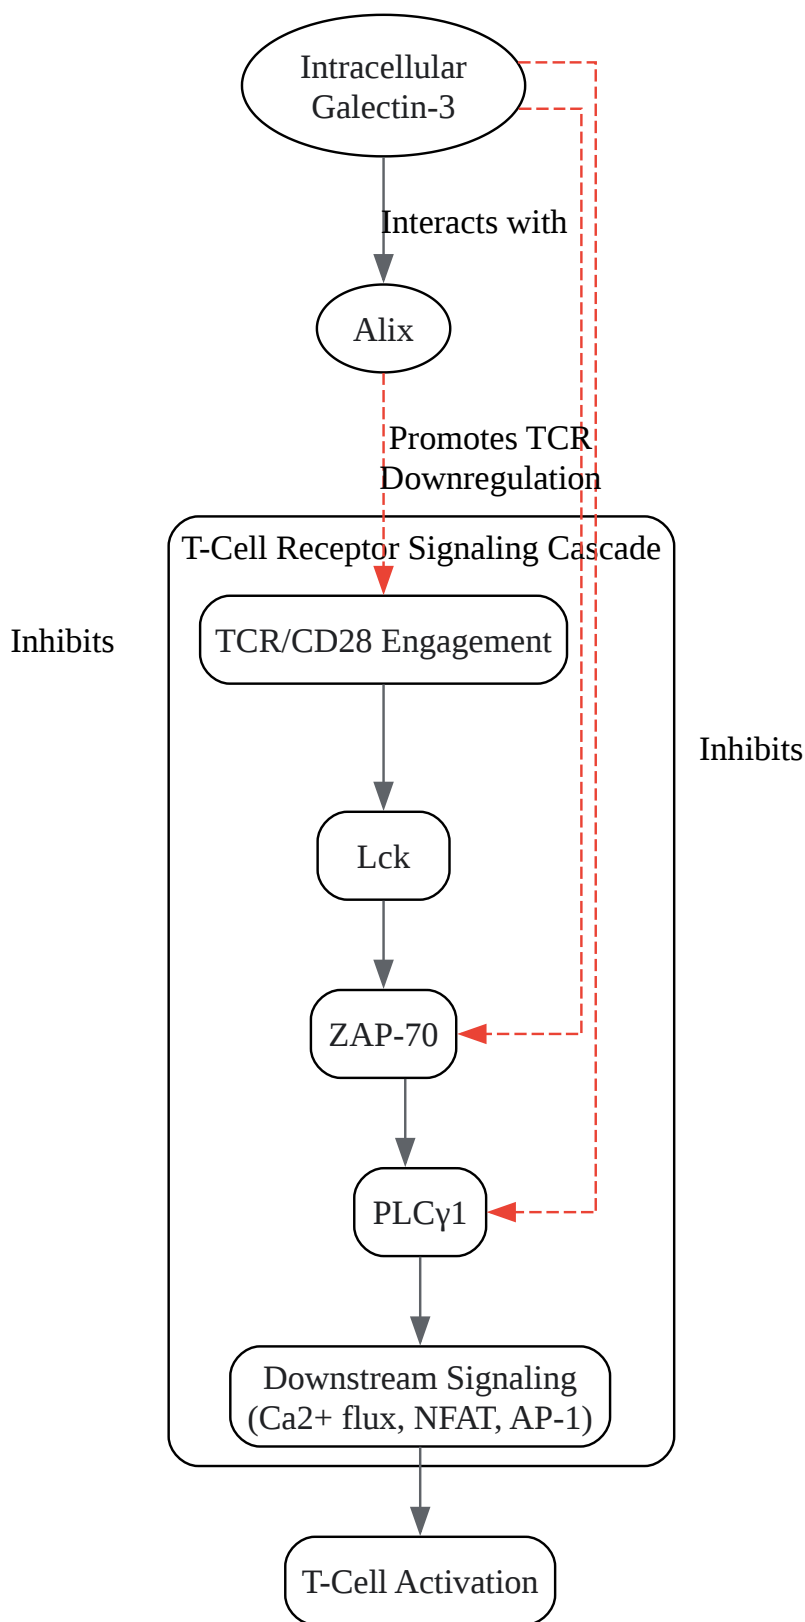 Intracellular
Galectin-3
Interacts with
Alix
Promotes TCR
Downregulation
T-Cell Receptor Signaling Cascade
Inhibits
TCR/CD28 Engagement
Inhibits
Lck
ZAP-70
PLCγ1
Downstream Signaling
(Ca2+ flux, NFAT, AP-1)
T-Cell Activation